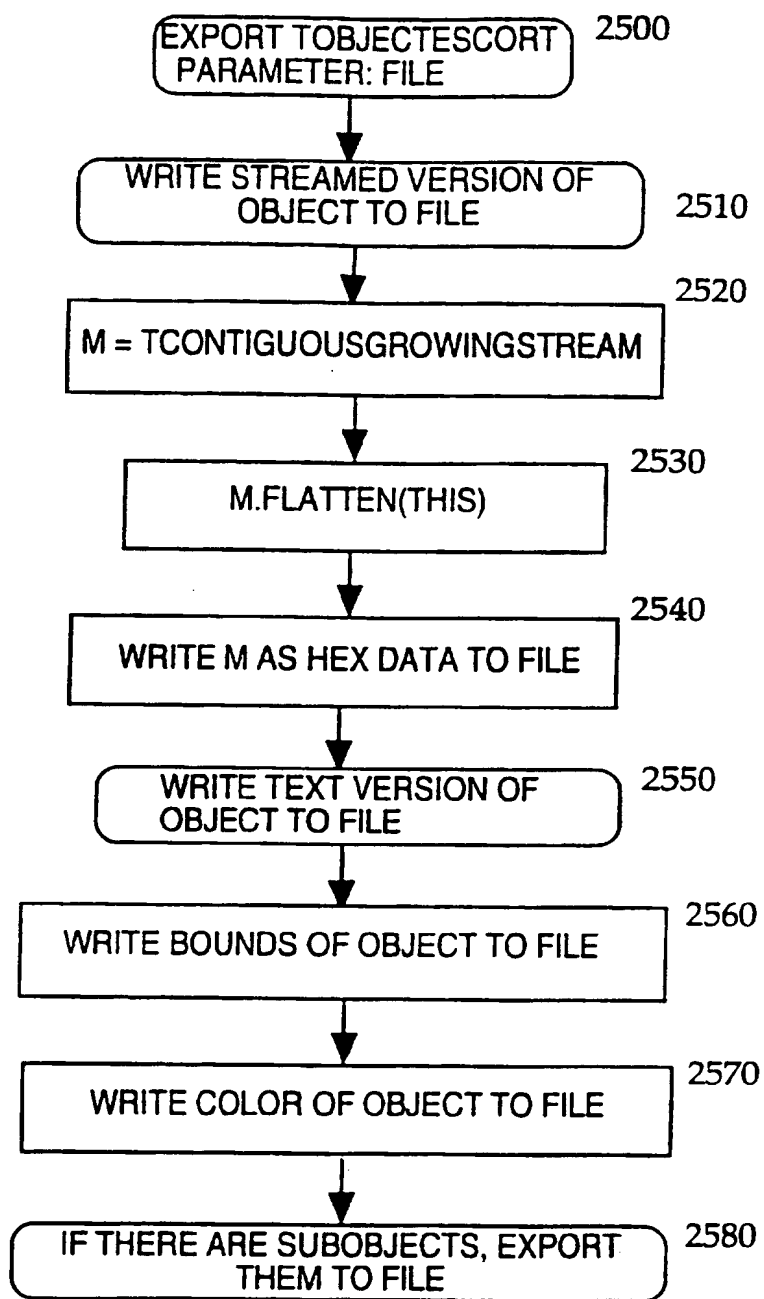 EXPORT TOBJECTESCORT
PARAMETER: FILE
2500
WRITE STREAMED VERSION OF
OBJECT TO FILE
2510
2520
M = TCONTIGUOUSGROWINGSTREAM
2530
M.FLATTEN(THIS)
2540
WRITE M AS HEX DATA TO FILE
2550
WRITE TEXT VERSION OF
OBJECT TO FILE
2560
WRITE BOUNDS OF OBJECT TO FILE
2570
WRITE COLOR OF OBJECT TO FILE
2580
IF THERE ARE SUBOBJECTS, EXPORT
THEM TO FILE